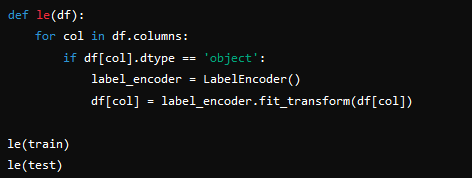 def le(df):
    for col in df.columns:
        if df[col].dtype == 'object':
            label_encoder = LabelEncoder()
            df[col] = label_encoder.fit_transform(df[col])

le(train)
le(test)